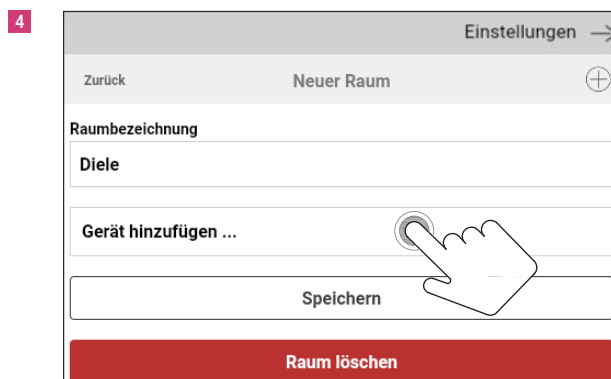 4
Einstellungen
Zurück Neuer Raum
Raumbezeichnung
Diele
Gerät hinzufügen ...
Speichern
Raum löschen